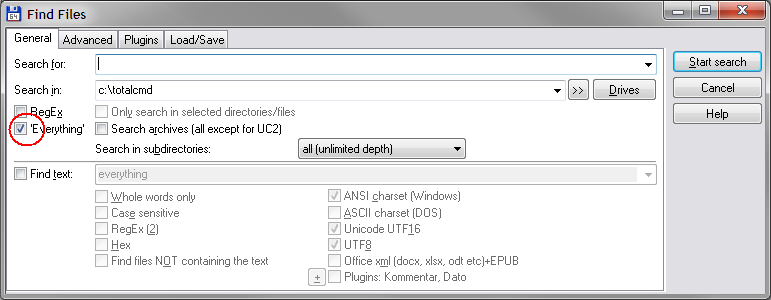 Find Files
General Advanced Plugins Load/Save
Search for:
Start search
Search in: c:\totalcmd >> Drives
Cancel
RegEx Only search in selected directories/files
Help
'Everything' Search archives (all except for UC2)
Search in subdirectories: all (unlimited depth)
Find text: everything
Whole words only ANSI charset (Windows)
Case sensitive ASCII charset (DOS)
RegEx (2) Unicode UTF16
Hex UTF8
Find files NOT containing the text Office xml (docx, xlsx, odt etc)+EPUB
+ Plugins: Kommentar, Dato